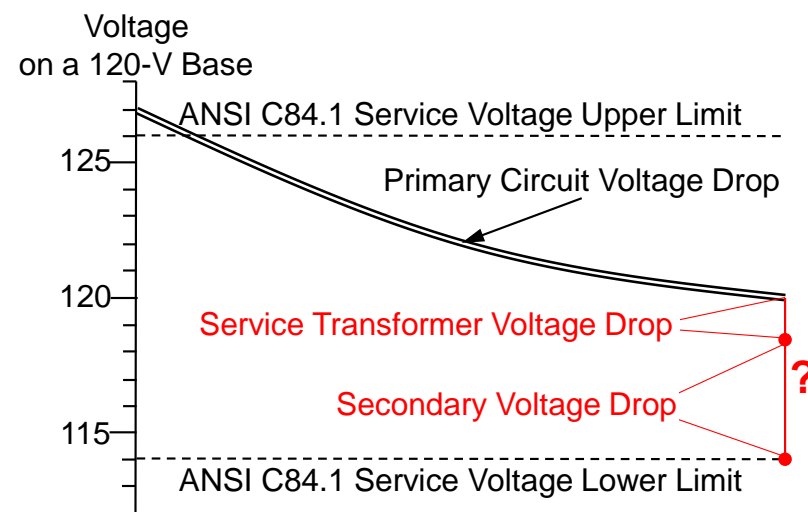 Voltage
on a 120-V Base
ANSI C84.1 Service Voltage Upper Limit
125
Primary Circuit Voltage Drop
120
Service Transformer Voltage Drop
?
Secondary Voltage Drop
115
ANSI C84.1 Service Voltage Lower Limit